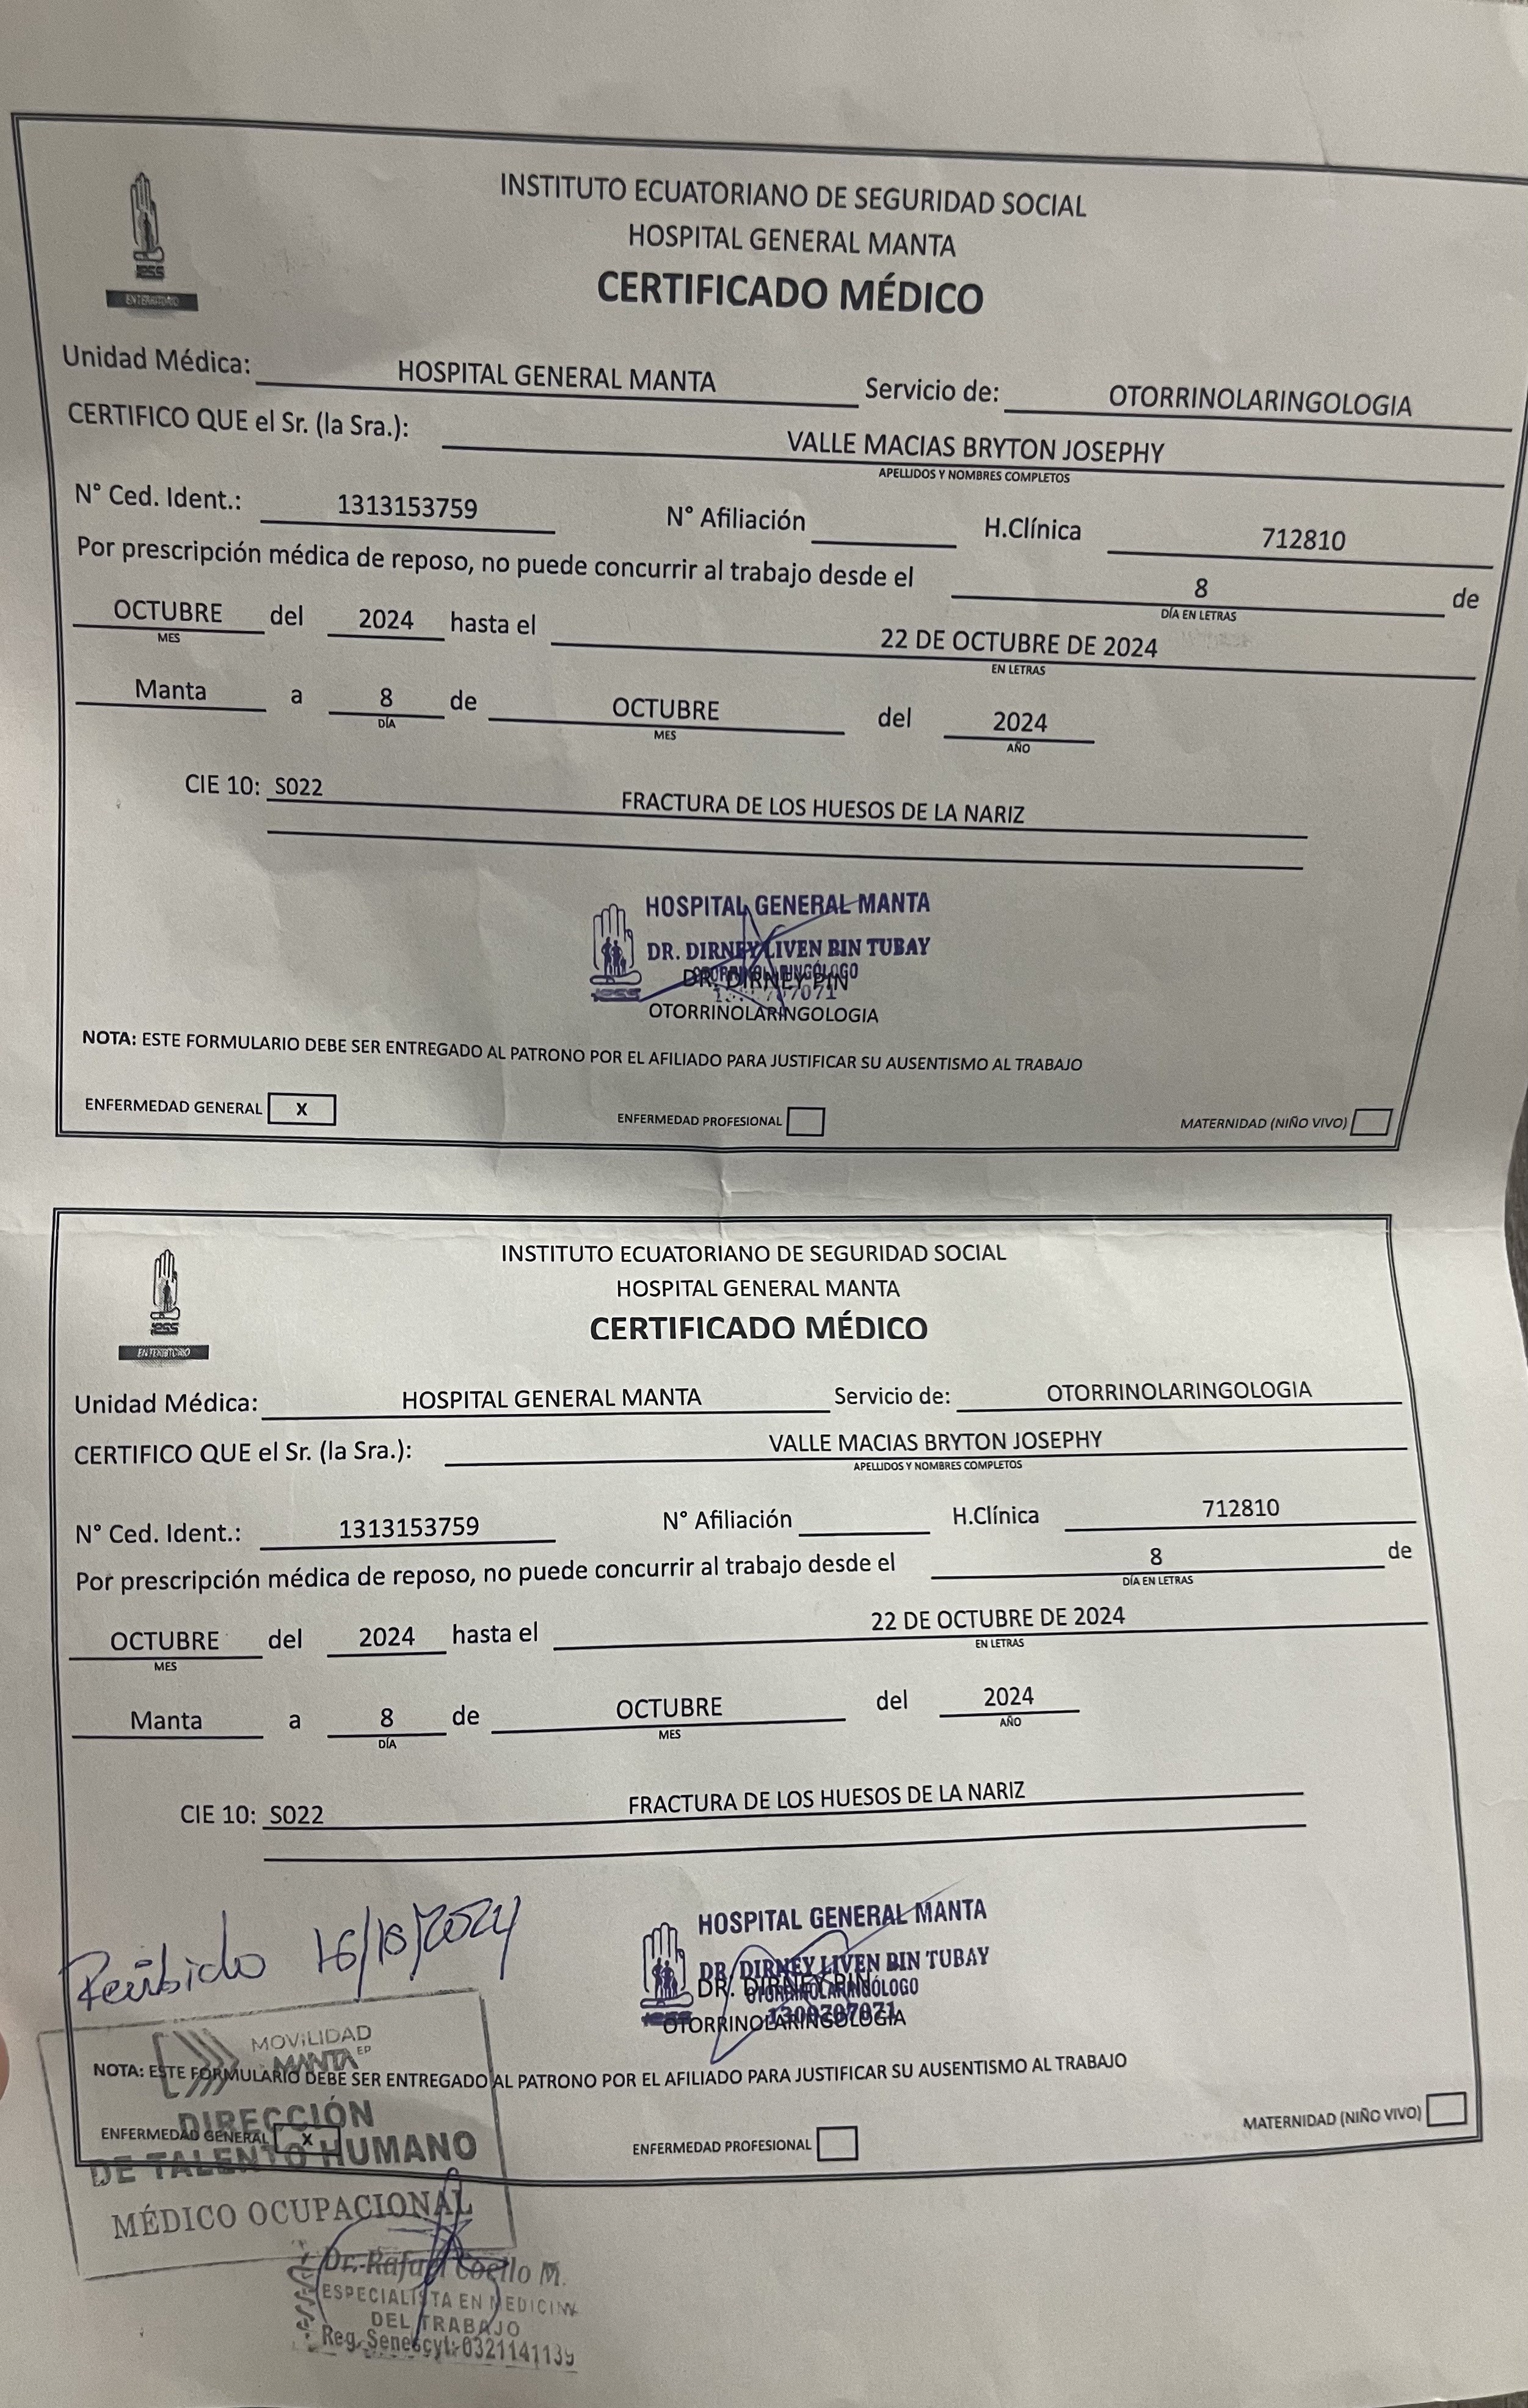 INSTITUTO ECUATORIANO DE SEGURIDAD SOCIAL
HOSPITAL GENERAL MANTA
CERTIFICADO MÉDICO
IESS
EN TERRITORIO
Unidad Médica: HOSPITAL GENERAL MANTA Servicio de: OTORRINOLARINGOLOGIA
CERTIFICO QUE el Sr. (la Sra.): VALLE MACIAS BRYTON JOSEPHY
APELLIDOS Y NOMBRES COMPLETOS
N° Ced. Ident.: 1313153759 N° Afiliación H.Clínica 712810
Por prescripción médica de reposo, no puede concurrir al trabajo desde el 8 de
DÍA EN LETRAS
OCTUBRE del 2024 hasta el 22 DE OCTUBRE DE 2024
MES EN LETRAS
Manta a 8 de OCTUBRE del 2024
DÍA MES AÑO
CIE 10: S022 FRACTURA DE LOS HUESOS DE LA NARIZ
HOSPITAL GENERAL MANTA
DR. DIRNEY LIVEN PIN TUBAY
OTORRINOLARINGÓLOGO
DR. DIRNEY PIN
OTORRINOLARINGOLOGIA
NOTA: ESTE FORMULARIO DEBE SER ENTREGADO AL PATRONO POR EL AFILIADO PARA JUSTIFICAR SU AUSENTISMO AL TRABAJO
ENFERMEDAD GENERAL X ENFERMEDAD PROFESIONAL MATERNIDAD (NIÑO VIVO)
INSTITUTO ECUATORIANO DE SEGURIDAD SOCIAL
HOSPITAL GENERAL MANTA
CERTIFICADO MÉDICO
IESS
EN TERRITORIO
Unidad Médica: HOSPITAL GENERAL MANTA Servicio de: OTORRINOLARINGOLOGIA
CERTIFICO QUE el Sr. (la Sra.): VALLE MACIAS BRYTON JOSEPHY
APELLIDOS Y NOMBRES COMPLETOS
N° Ced. Ident.: 1313153759 N° Afiliación H.Clínica 712810
Por prescripción médica de reposo, no puede concurrir al trabajo desde el 8 de
DÍA EN LETRAS
OCTUBRE del 2024 hasta el 22 DE OCTUBRE DE 2024
MES EN LETRAS
Manta a 8 de OCTUBRE del 2024
DÍA MES AÑO
CIE 10: S022 FRACTURA DE LOS HUESOS DE LA NARIZ
Recibido 16/10/2024
HOSPITAL GENERAL MANTA
DR. DIRNEY LIVEN PIN TUBAY
DR. DIRNEY PIN
OTORRINOLARINGÓLOGO
1309707071
OTORRINOLARINGOLOGIA
MOVILIDAD
MANTA EP
NOTA: ESTE FORMULARIO DEBE SER ENTREGADO AL PATRONO POR EL AFILIADO PARA JUSTIFICAR SU AUSENTISMO AL TRABAJO
ENFERMEDAD GENERAL X ENFERMEDAD PROFESIONAL MATERNIDAD (NIÑO VIVO)
DIRECCIÓN
DE TALENTO HUMANO
MÉDICO OCUPACIONAL
Dr. Rafael Coello M.
ESPECIALISTA EN MEDICINA
DEL TRABAJO
Reg. Senescyt: 0321141139